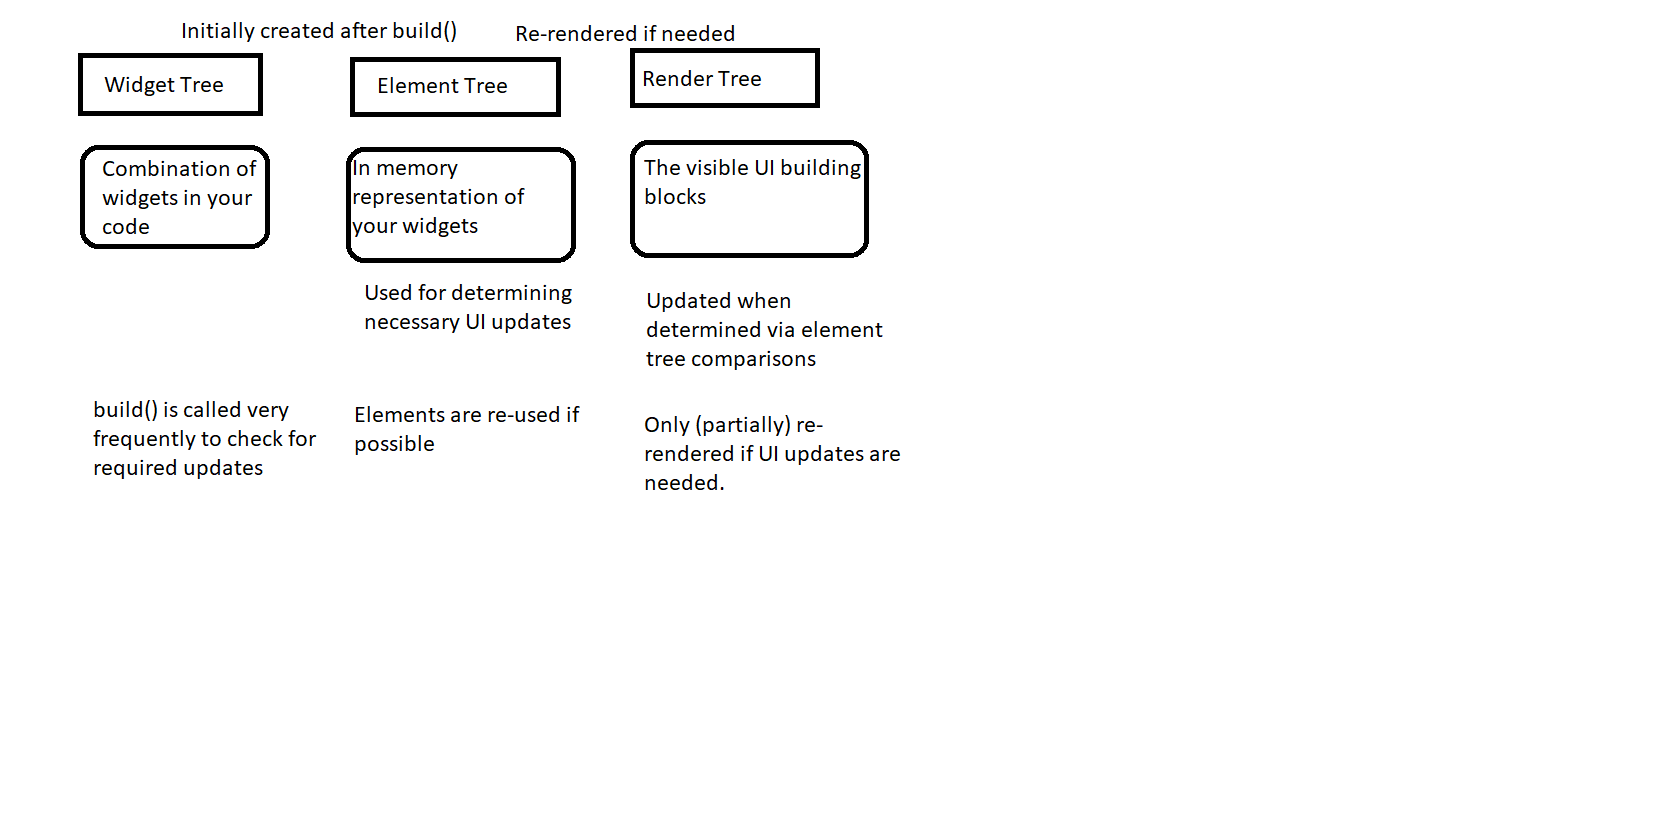 Initially created after build()
Re-rendered if needed
Widget Tree
Element Tree
Render Tree
Combination of
widgets in your
code
In memory
representation of
your widgets
The visible UI building
blocks
Used for determining
necessary UI updates
Updated when
determined via element
tree comparisons
build() is called very
frequently to check for
required updates
Elements are re-used if
possible
Only (partially) re-
rendered if UI updates are
needed.